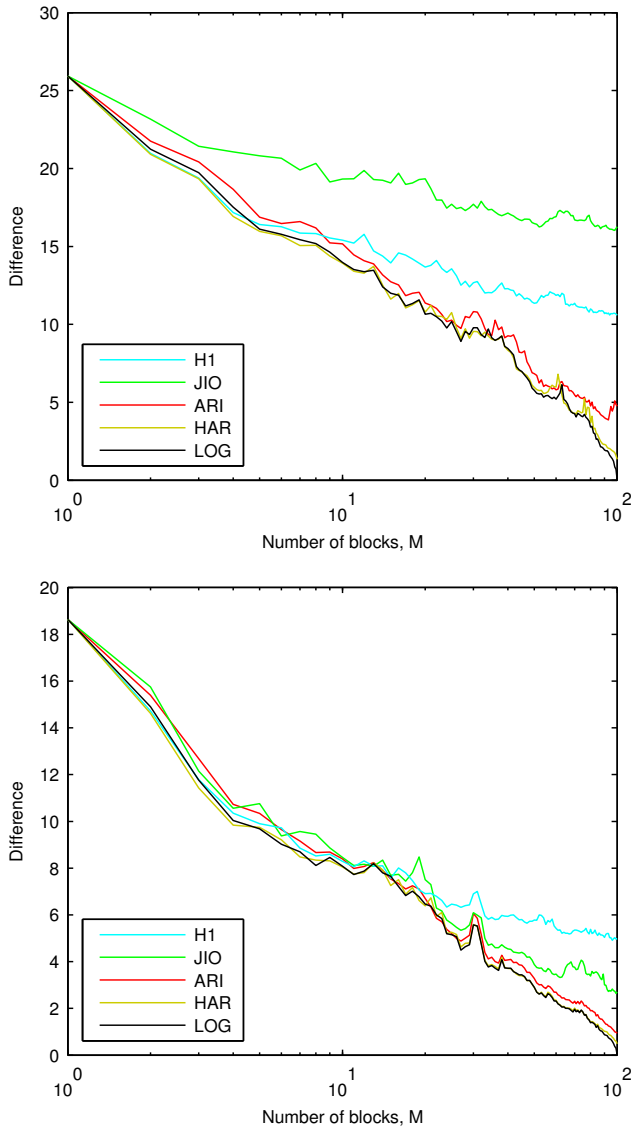 30
25
20
15
10
5
0
Difference
H1
JIO
ARI
HAR
LOG
10^0
10^1
10^2
Number of blocks, M
20
18
16
14
12
10
8
6
4
2
0
Difference
H1
JIO
ARI
HAR
LOG
10^0
10^1
10^2
Number of blocks, M